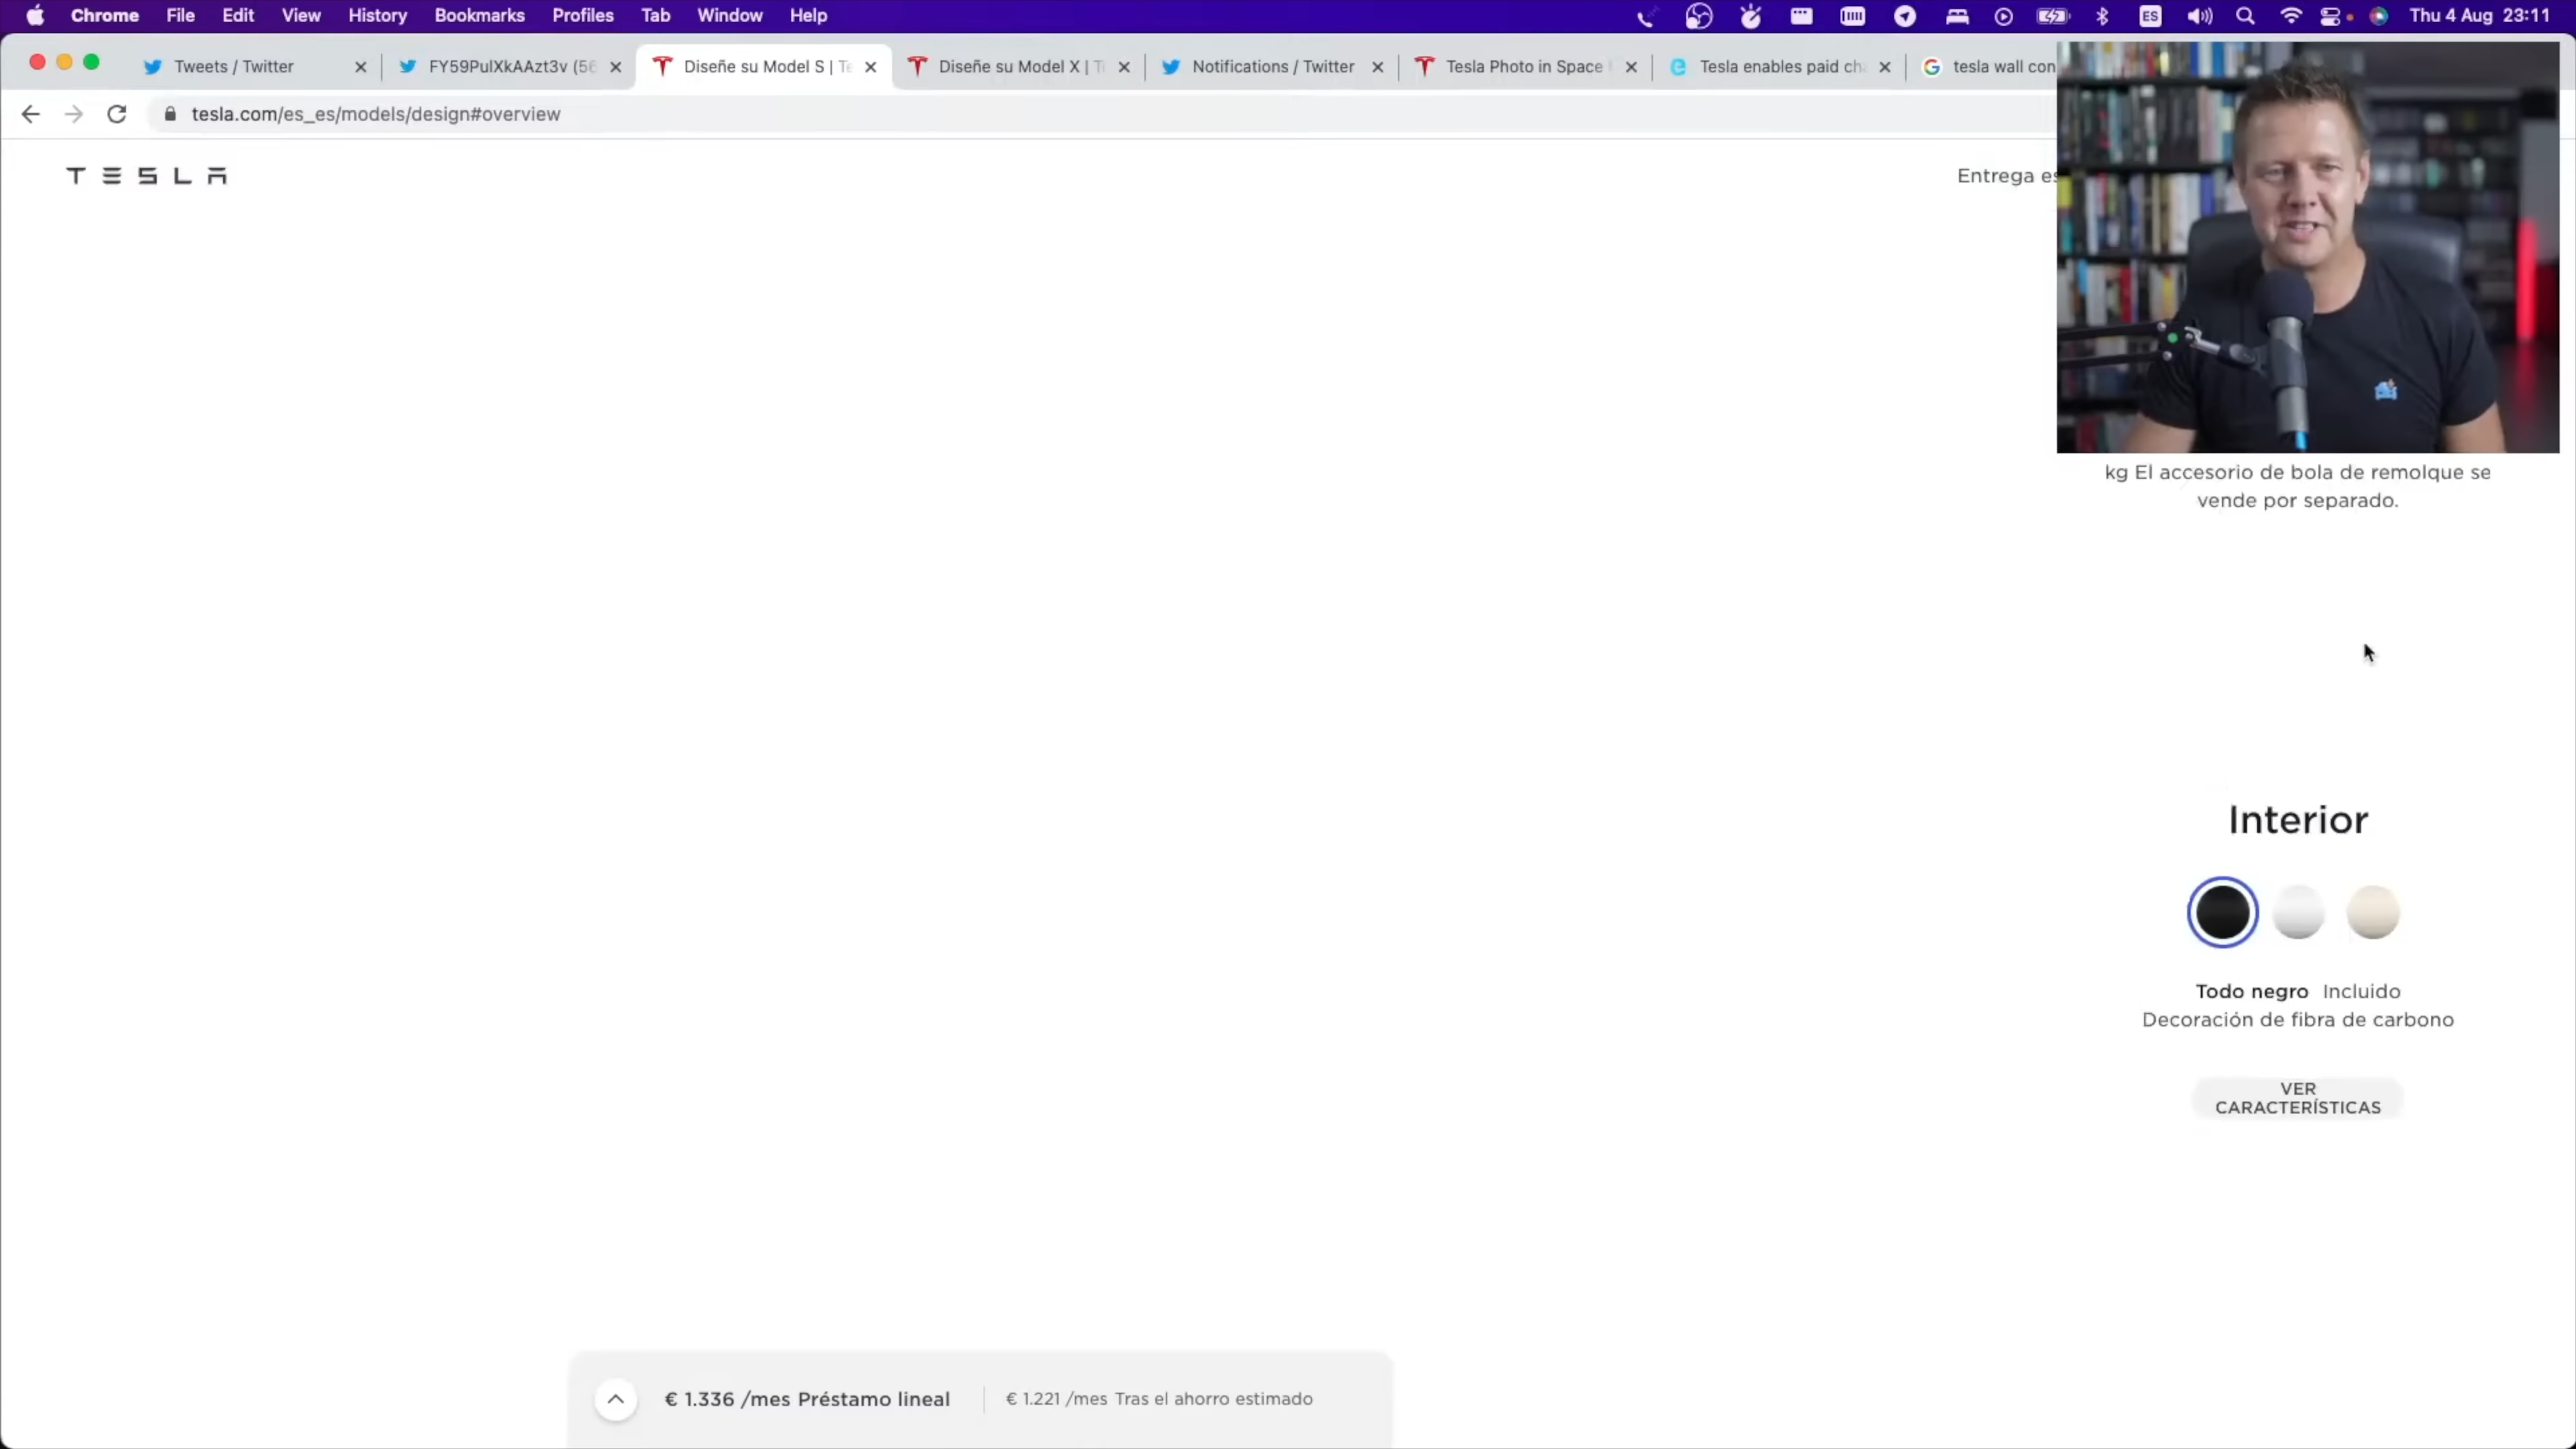 Chrome File Edit View History Bookmarks Profiles Tab Window Help
ES Thu 4 Aug 23:11
Tweets / Twitter
FY59PulXkAAzt3v (56
Diseñe su Model S | Te
Diseñe su Model X | T
Notifications / Twitter
Tesla Photo in Space
Tesla enables paid cha
tesla wall con
tesla.com/es_es/models/design#overview
TESLA
Entrega es
kg El accesorio de bola de remolque se
vende por separado.
Interior
Todo negro Incluido
Decoración de fibra de carbono
VER
CARACTERÍSTICAS
€ 1.336 /mes Préstamo lineal
€ 1.221 /mes Tras el ahorro estimado